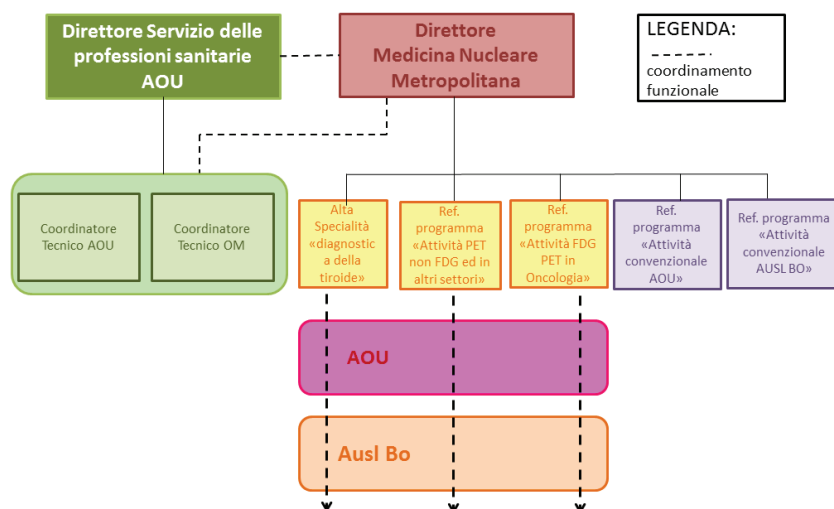 Direttore Servizio delle
professioni sanitarie
AOU
Direttore
Medicina Nucleare
Metropolitana
LEGENDA:
coordinamento
funzionale
Coordinatore
Tecnico AOU
Coordinatore
Tecnico OM
Alta
Specialità
«diagnostic
a della
tiroide»
Ref. programma
«Attività PET
non FDG ed in
altri settori»
Ref.
programma
«Attività FDG
PET in
Oncologia»
Ref.
programma
«Attività
convenzionale
AOU»
Ref. programma
«Attività
convenzionale
AUSL BO»
AOU
Ausl Bo